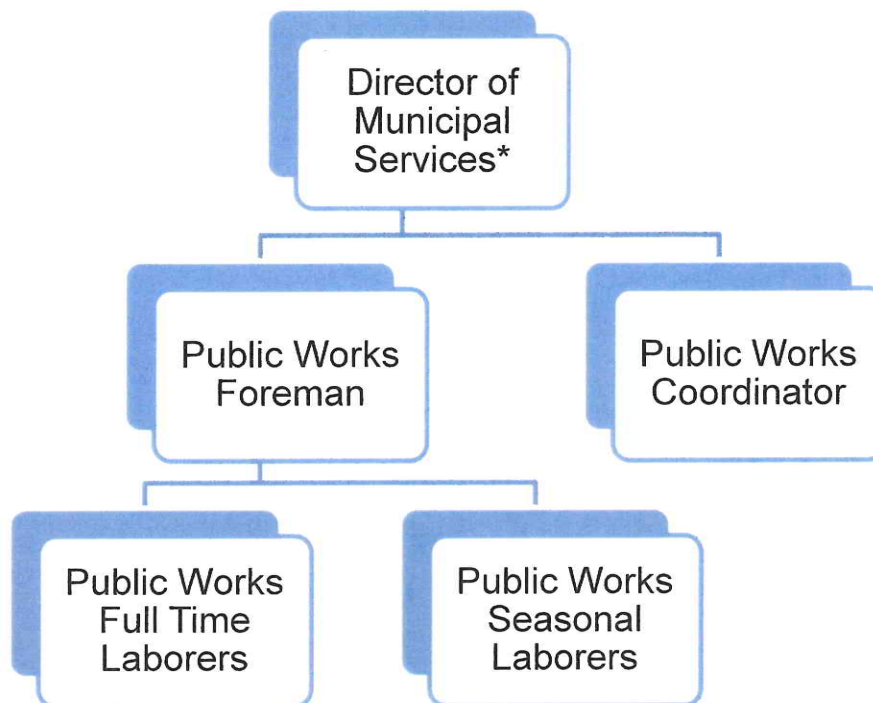 Director of
Municipal
Services*
Public Works
Foreman
Public Works
Coordinator
Public Works
Full Time
Laborers
Public Works
Seasonal
Laborers